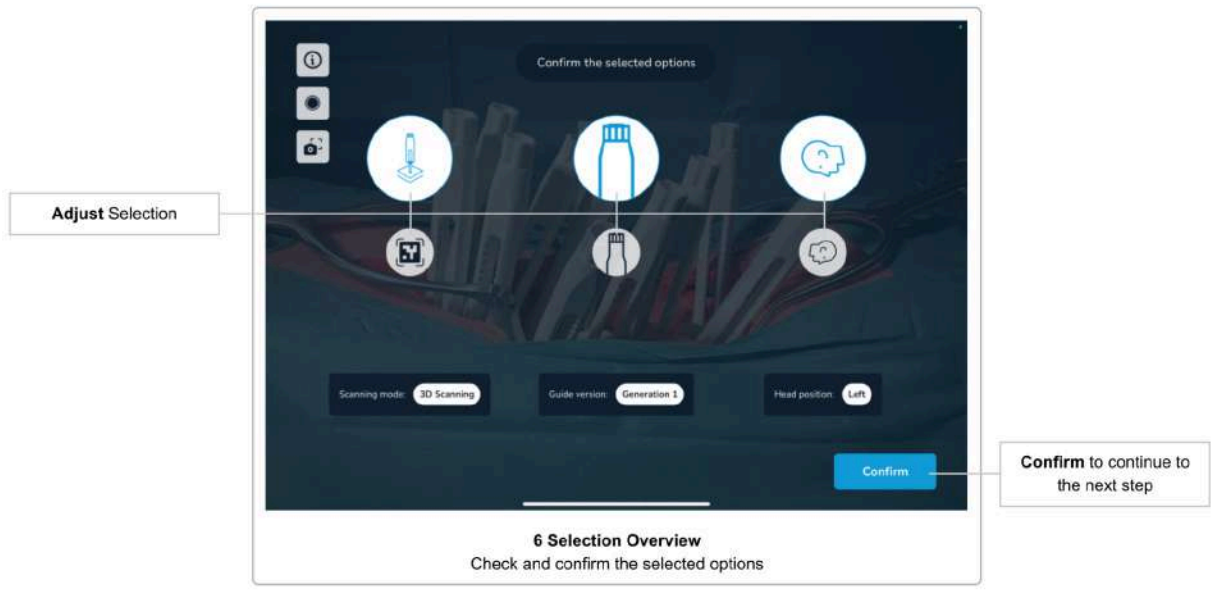 Confirm the selected options
Adjust Selection
Scanning mode: 3D Scanning
Guide version: Generation 1
Head position: Left
Confirm
Confirm to continue to
the next step
6 Selection Overview
Check and confirm the selected options